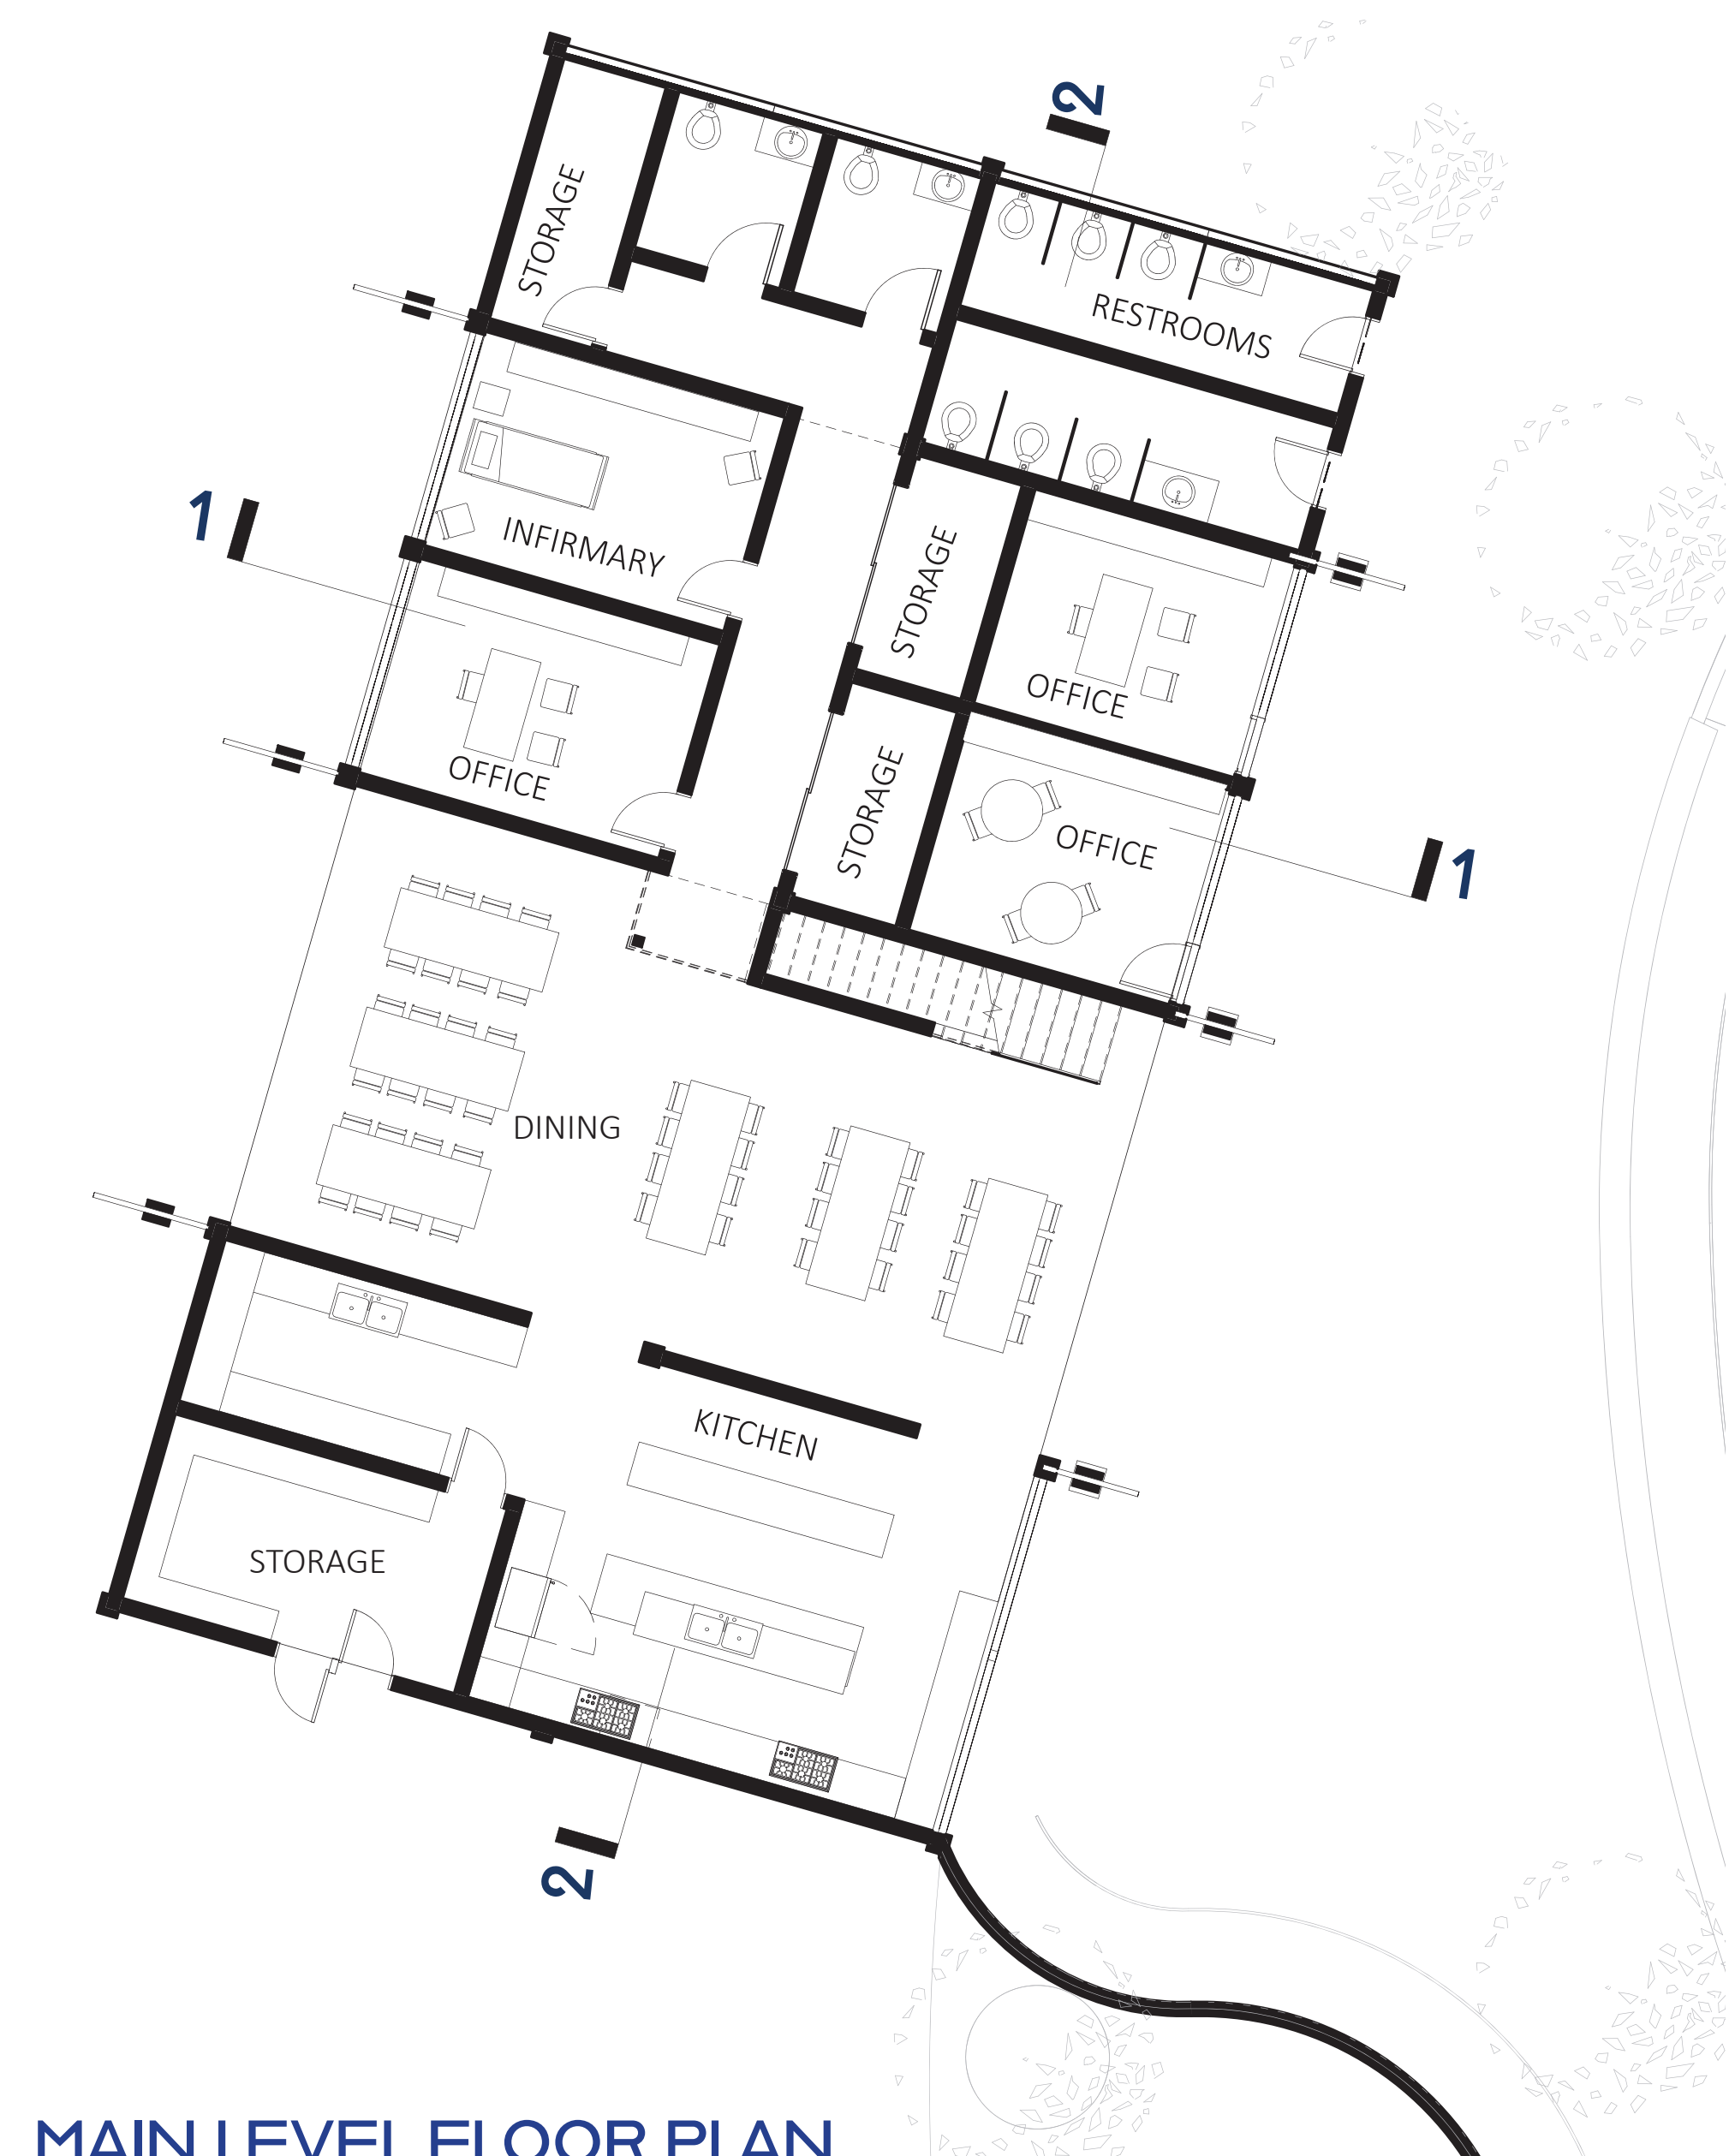 2
STORAGE
RESTROOMS
1
INFIRMARY
STORAGE
OFFICE
OFFICE
STORAGE
OFFICE
1
DINING
KITCHEN
STORAGE
2
MAIN LEVEL FLOOR PLAN